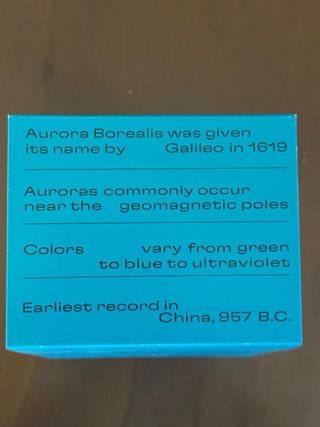 Aurora Borealis was given
its name by Galileo in 1619
Auroras commonly occur
near the geomagnetic poles
Colors vary from green
to blue to ultraviolet
Earliest record in
China, 957 B.C.